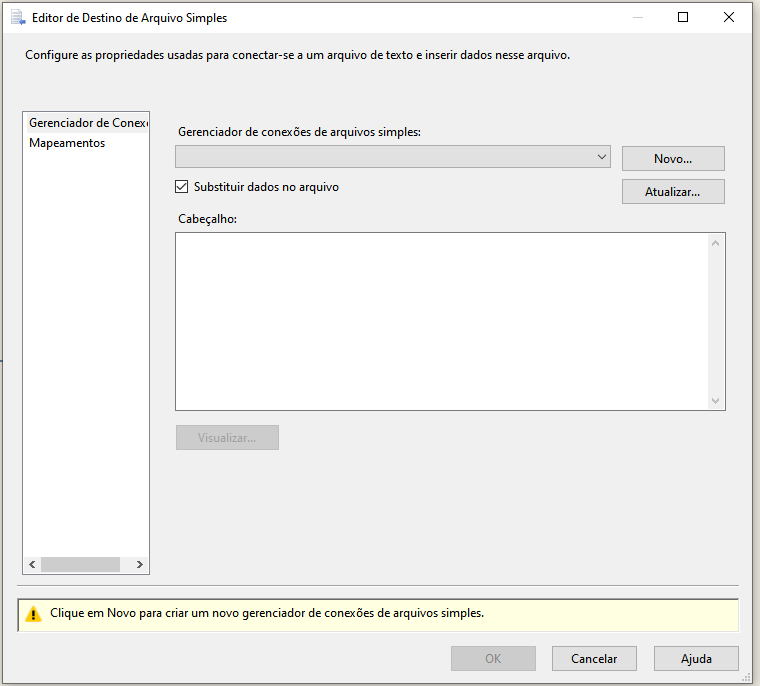 Editor de Destino de Arquivo Simples
Configure as propriedades usadas para conectar-se a um arquivo de texto e inserir dados nesse arquivo.
Gerenciador de Conexõ
Mapeamentos
Gerenciador de conexões de arquivos simples:
Novo...
Substituir dados no arquivo
Atualizar...
Cabeçalho:
Visualizar...
Clique em Novo para criar um novo gerenciador de conexões de arquivos simples.
OK
Cancelar
Ajuda